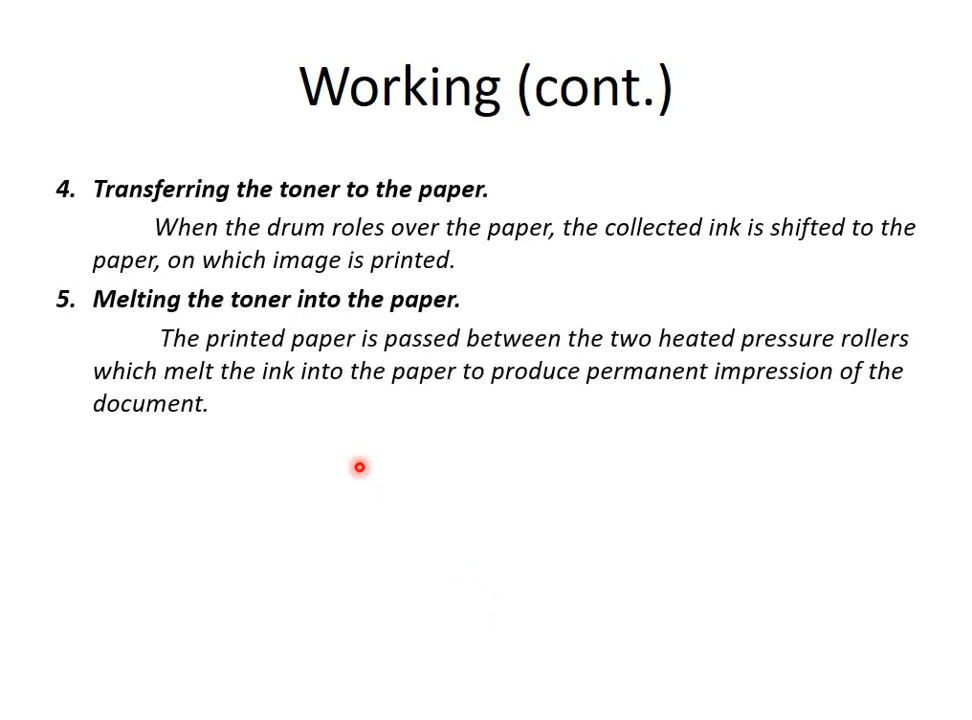 Working (cont.)
4. Transferring the toner to the paper.
When the drum roles over the paper, the collected ink is shifted to the
paper, on which image is printed.
5. Melting the toner into the paper.
The printed paper is passed between the two heated pressure rollers
which melt the ink into the paper to produce permanent impression of the
document.